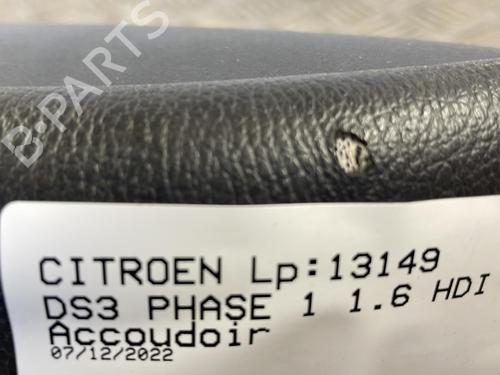 B-PARTS
CITROEN Lp:13149
DS3 PHASE 1 1.6 HDI
Accoudoir
07/12/2022